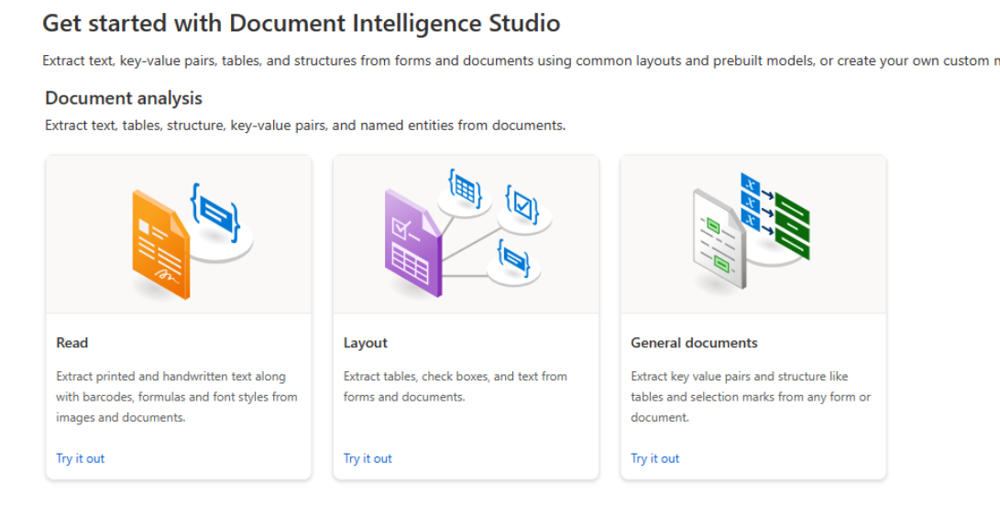 Get started with Document Intelligence Studio
Extract text, key-value pairs, tables, and structures from forms and documents using common layouts and prebuilt models, or create your own custom
Document analysis
Extract text, tables, structure, key-value pairs, and named entities from documents.
Read
Extract printed and handwritten text along
with barcodes, formulas and font styles from
images and documents.
Try it out
Layout
Extract tables, check boxes, and text from
forms and documents.
Try it out
General documents
Extract key value pairs and structure like
tables and selection marks from any form or
document.
Try it out